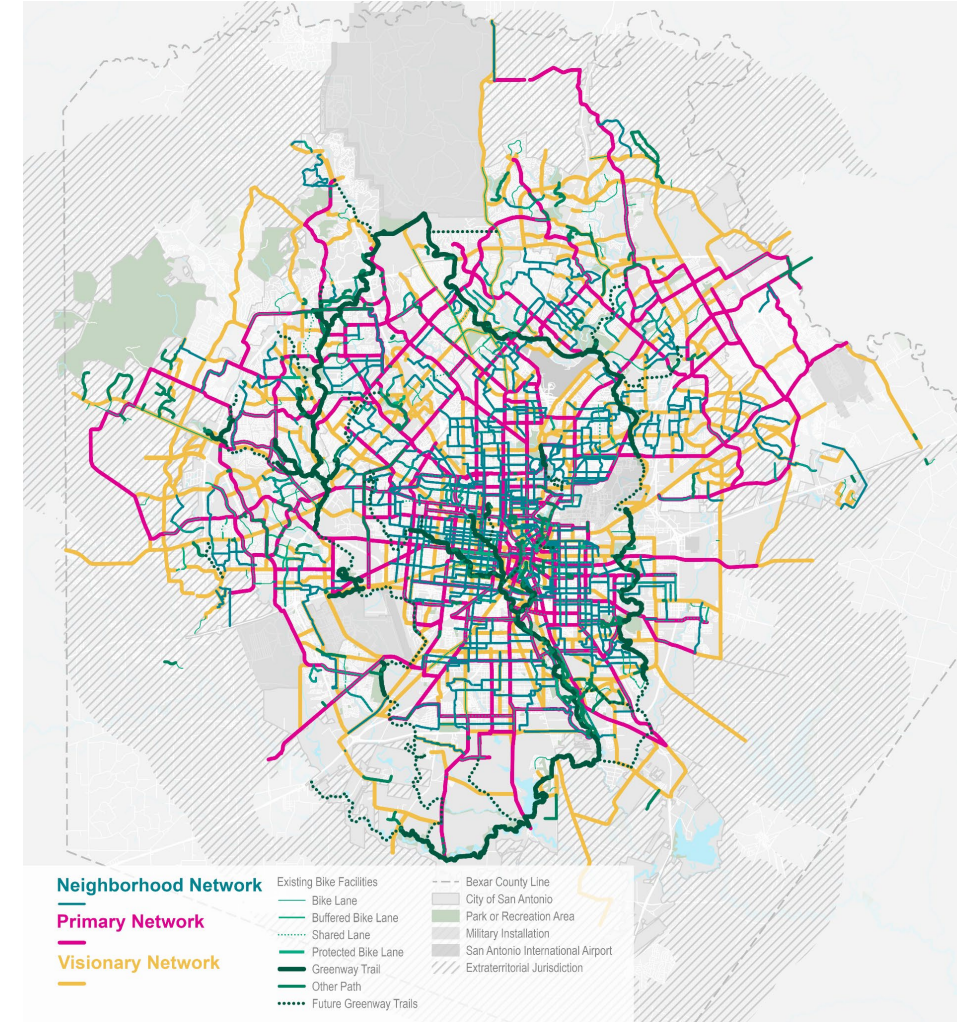 Neighborhood Network
Primary Network
Visionary Network
Existing Bike Facilities
Bike Lane
Buffered Bike Lane
Shared Lane
Protected Bike Lane
Greenway Trail
Other Path
Future Greenway Trails
Bexar County Line
City of San Antonio
Park or Recreation Area
Military Installation
San Antonio International Airport
Extraterritorial Jurisdiction